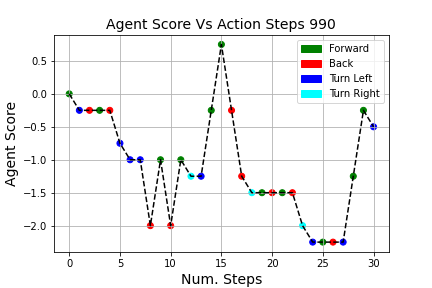 Agent Score Vs Action Steps 990
Forward
Back
Turn Left
Turn Right
Agent Score
0.5
0.0
−0.5
−1.0
−1.5
−2.0
0 5 10 15 20 25 30
Num. Steps